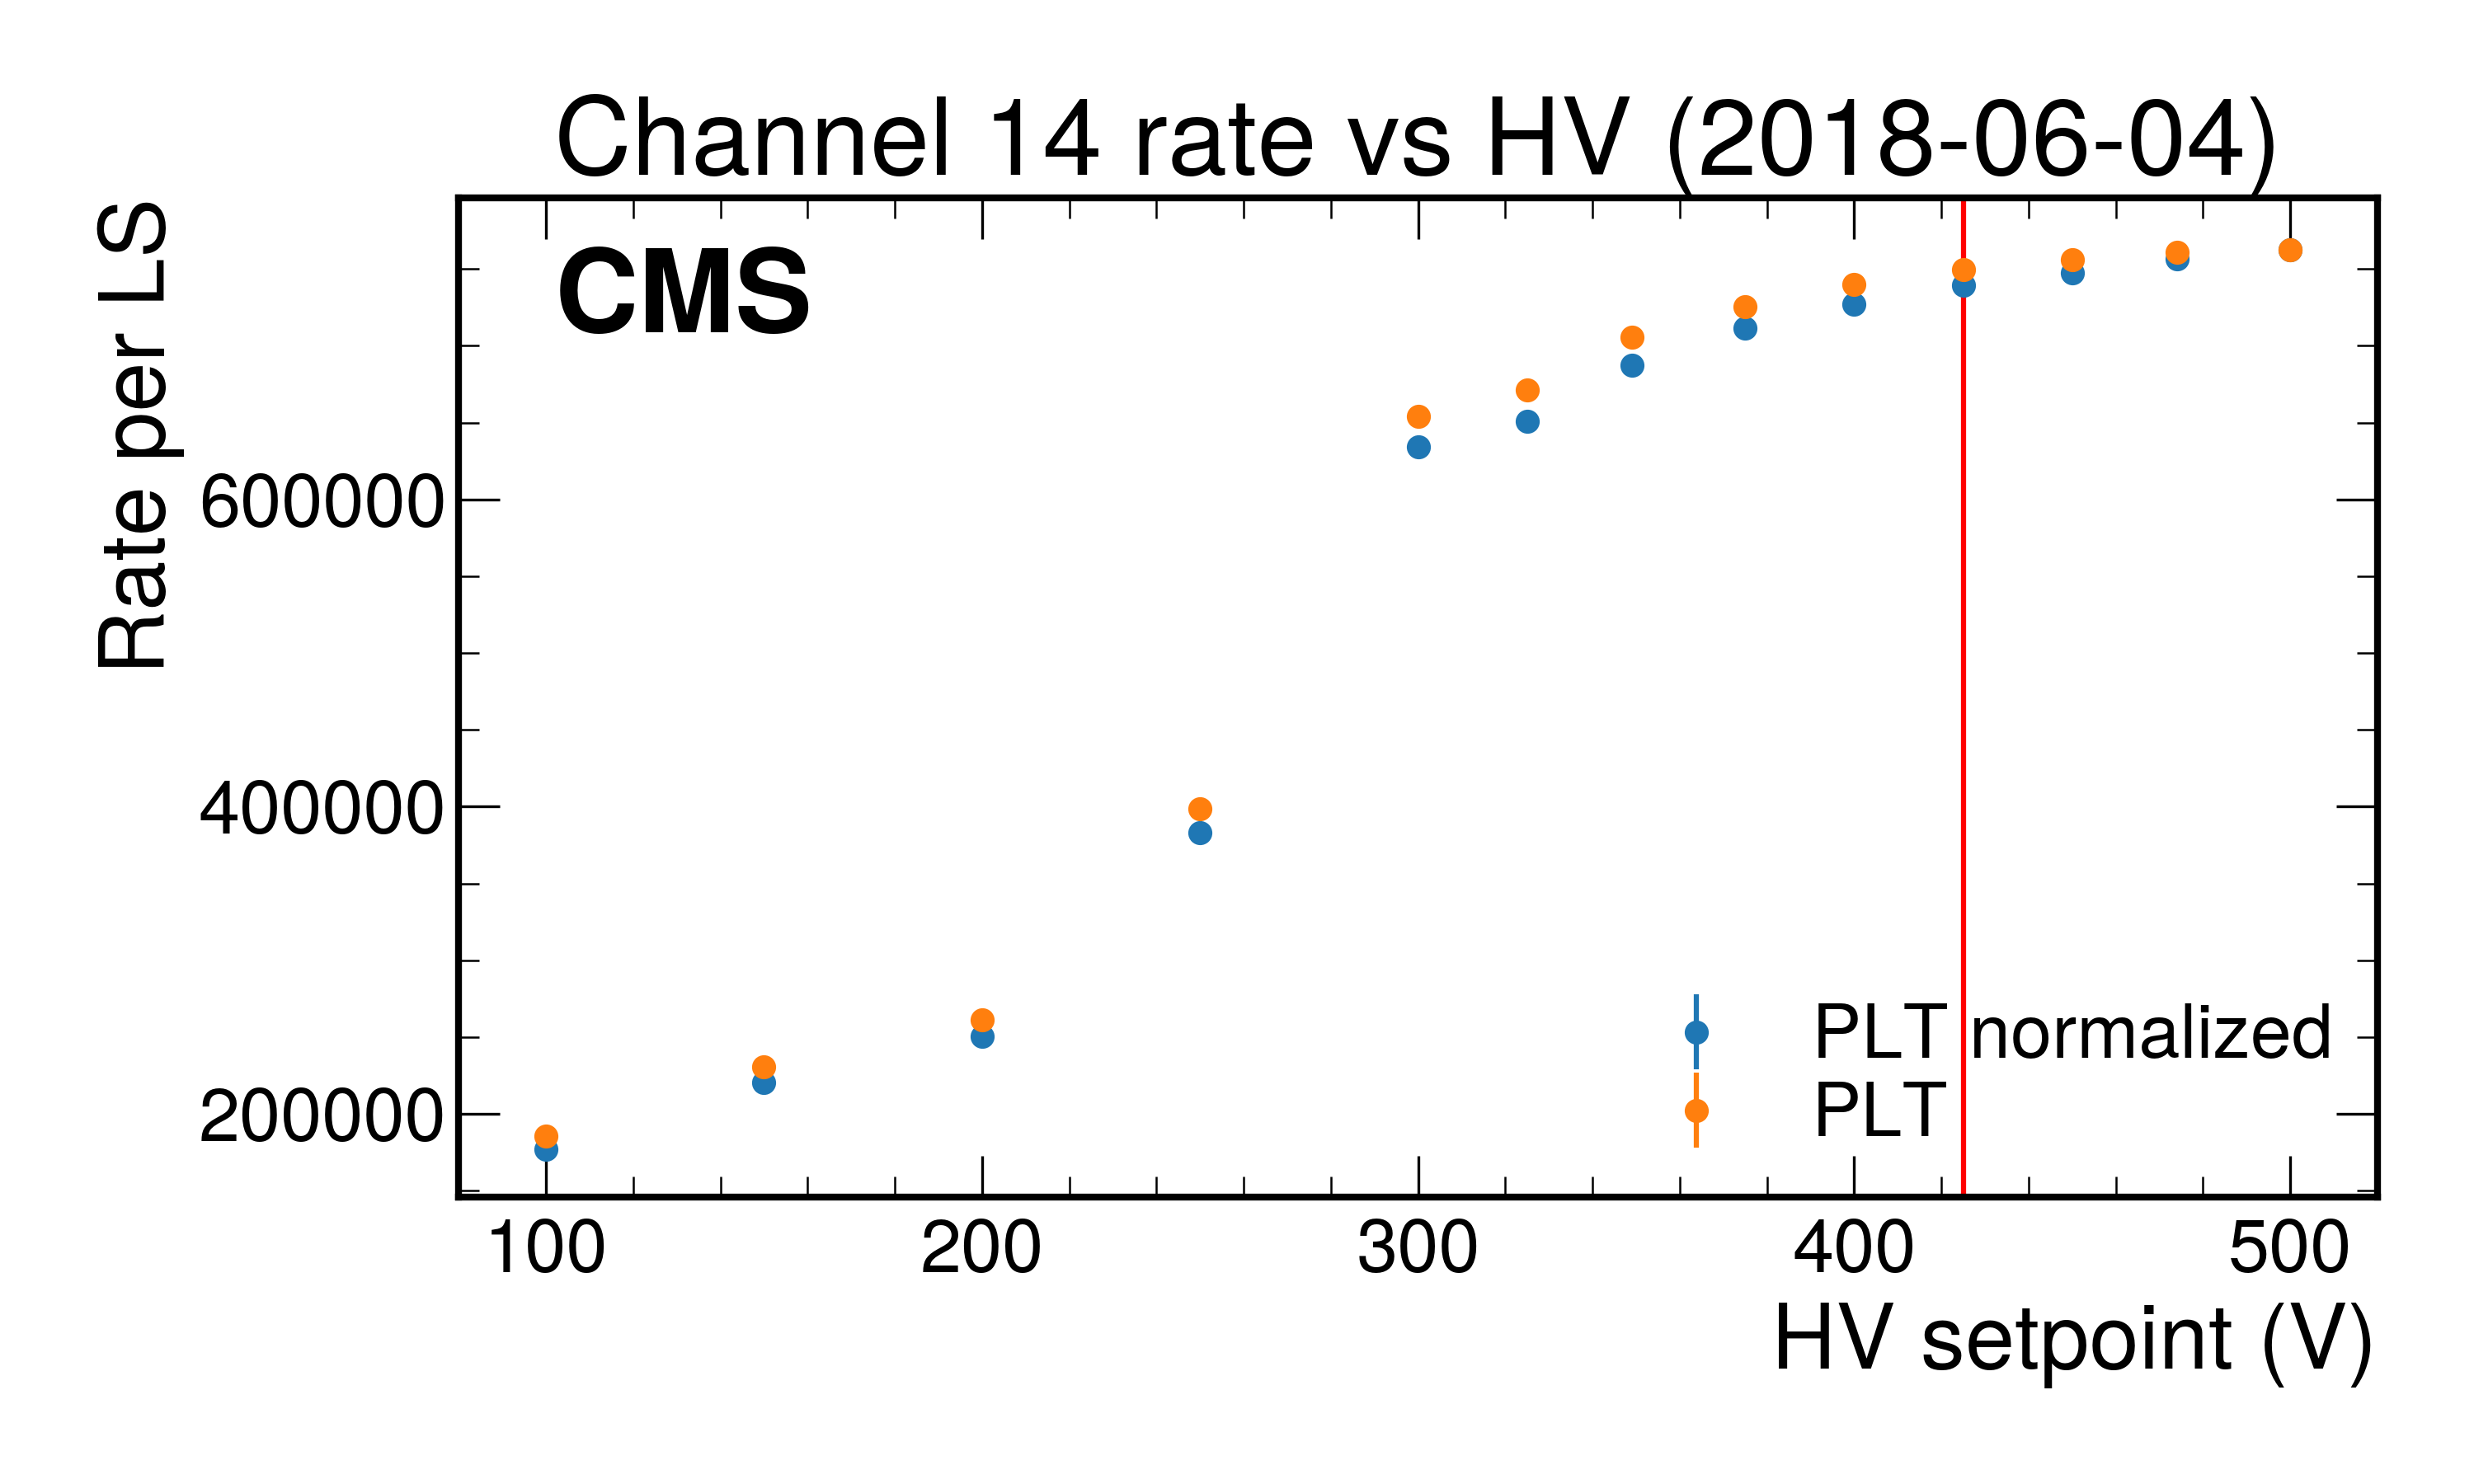 Channel 14 rate vs HV (2018-06-04)
Rate per LS
CMS
600000
400000
200000
PLT normalized
PLT
100 200 300 400 500
HV setpoint (V)